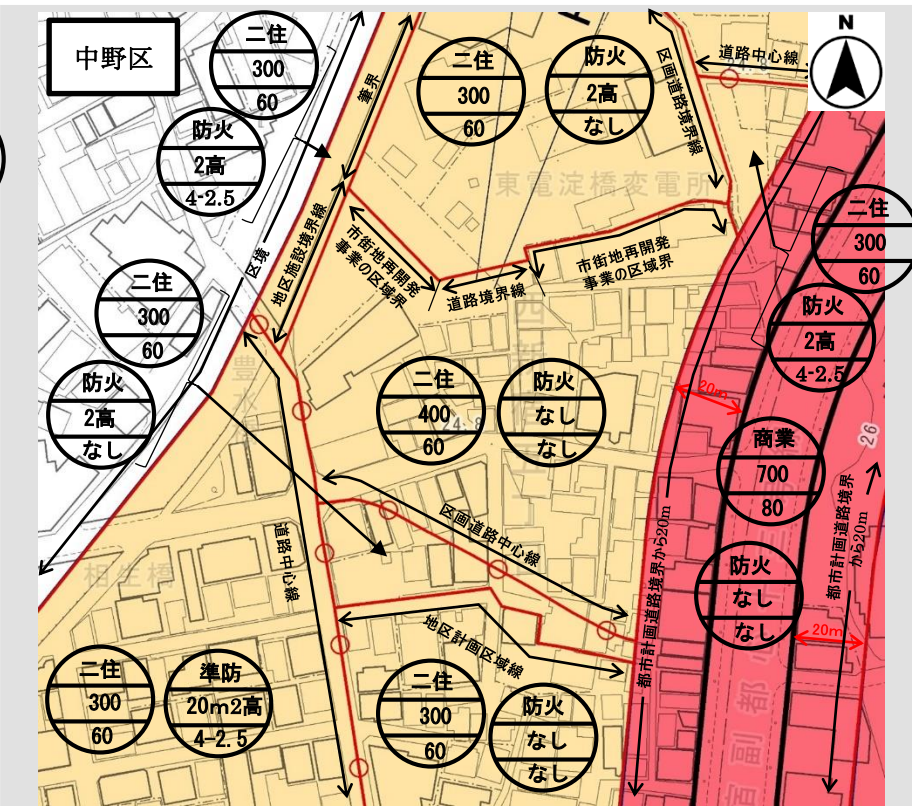 中野区
N
二住
300
60
防火
2高
4-2.5
二住
300
60
防火
2高
なし
筆界
区画道路境界線
道路中心線
東電淀橋変電所
区境
地区施設境界線
市街地再開発
事業の区域界
道路境界線
市街地再開発
事業の区域界
二住
300
60
防火
2高
4-2.5
二住
300
60
防火
2高
なし
二住
400
60
防火
なし
なし
24.8
20m
商業
700
80
26
防火
なし
なし
都市計画道路境界から20m
都市計画道路境界
から20m
20m
区画道路中心線
道路中心線
相生橋
地区計画区域線
二住
300
60
準防
20m2高
4-2.5
二住
300
60
防火
なし
なし